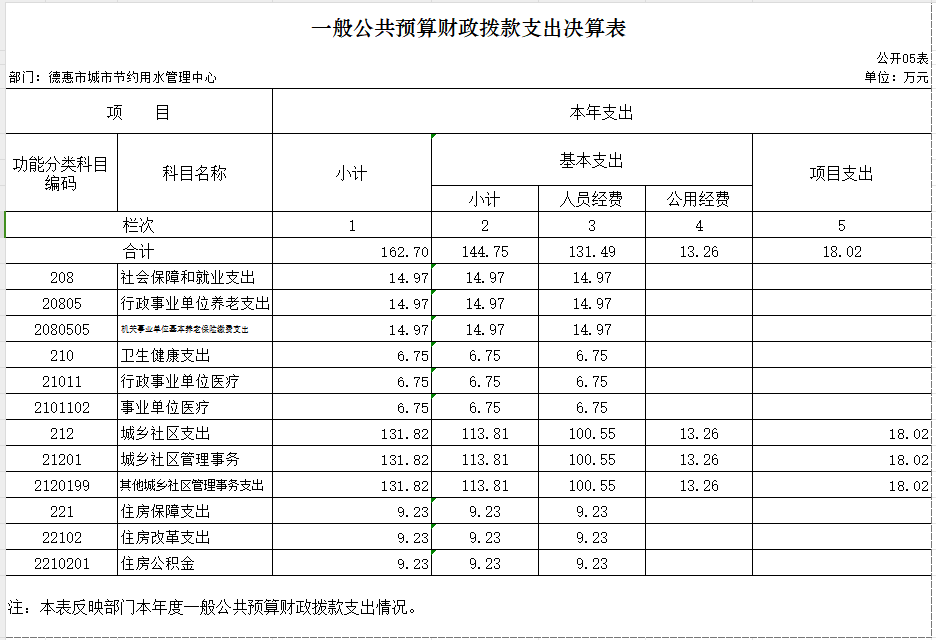 一般公共预算财政拨款支出决算表
公开05表
部门：德惠市城市节约用水管理中心 单位：万元
项 目 本年支出
功能分类科目编码 科目名称 小计 基本支出 项目支出
小计 人员经费 公用经费
栏次 1 2 3 4 5
合计 162.70 144.75 131.49 13.26 18.02
208 社会保障和就业支出 14.97 14.97 14.97
20805 行政事业单位养老支出 14.97 14.97 14.97
2080505 机关事业单位基本养老保险缴费支出 14.97 14.97 14.97
210 卫生健康支出 6.75 6.75 6.75
21011 行政事业单位医疗 6.75 6.75 6.75
2101102 事业单位医疗 6.75 6.75 6.75
212 城乡社区支出 131.82 113.81 100.55 13.26 18.02
21201 城乡社区管理事务 131.82 113.81 100.55 13.26 18.02
2120199 其他城乡社区管理事务支出 131.82 113.81 100.55 13.26 18.02
221 住房保障支出 9.23 9.23 9.23
22102 住房改革支出 9.23 9.23 9.23
2210201 住房公积金 9.23 9.23 9.23
注：本表反映部门本年度一般公共预算财政拨款支出情况。